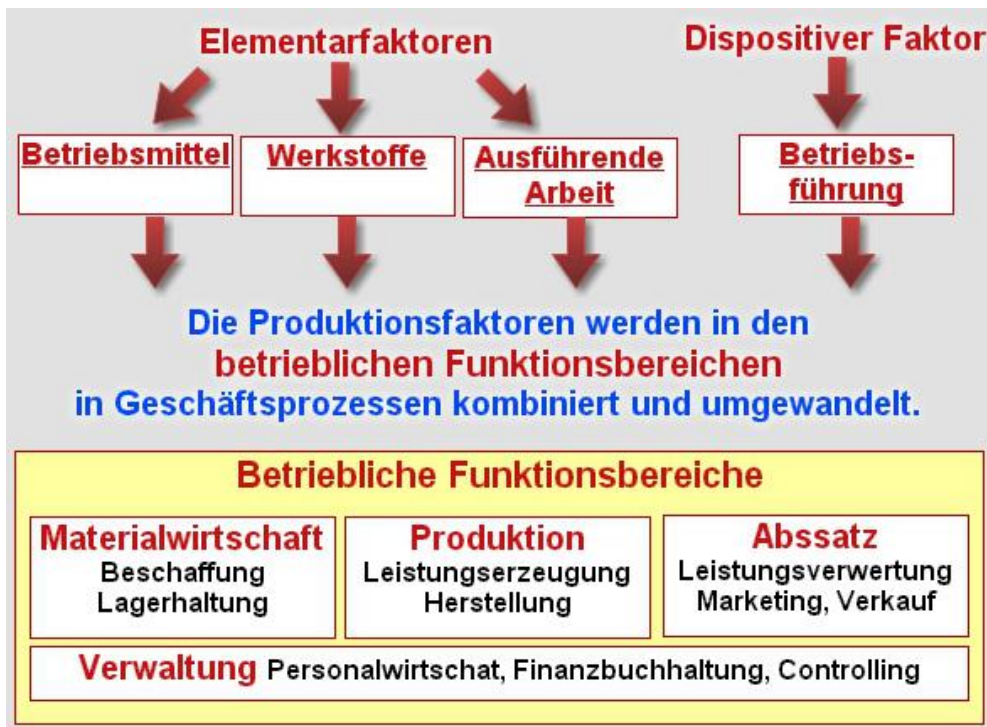 Elementarfaktoren
Dispositiver Faktor
Betriebsmittel
Werkstoffe
Ausführende
Arbeit
Betriebs-
führung
Die Produktionsfaktoren werden in den
betrieblichen Funktionsbereichen
in Geschäftsprozessen kombiniert und umgewandelt.
Betriebliche Funktionsbereiche
Materialwirtschaft
Beschaffung
Lagerhaltung
Produktion
Leistungserzeugung
Herstellung
Abssatz
Leistungsverwertung
Marketing, Verkauf
Verwaltung Personalwirtschat, Finanzbuchhaltung, Controlling